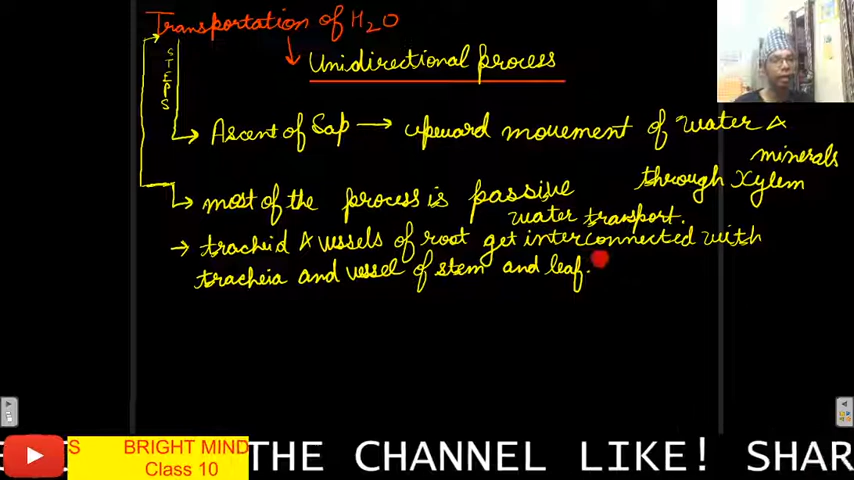 Transportation of H2O
STEPS
Unidirectional process
Ascent of Sap → upward movement of water &
minerals
through Xylem
→ most of the process is passive
water transport.
→ tracheid & vessels of root get interconnected with
tracheia and vessel of stem and leaf.
S BRIGHT MIND
Class 10
THE CHANNEL LIKE! SHAR